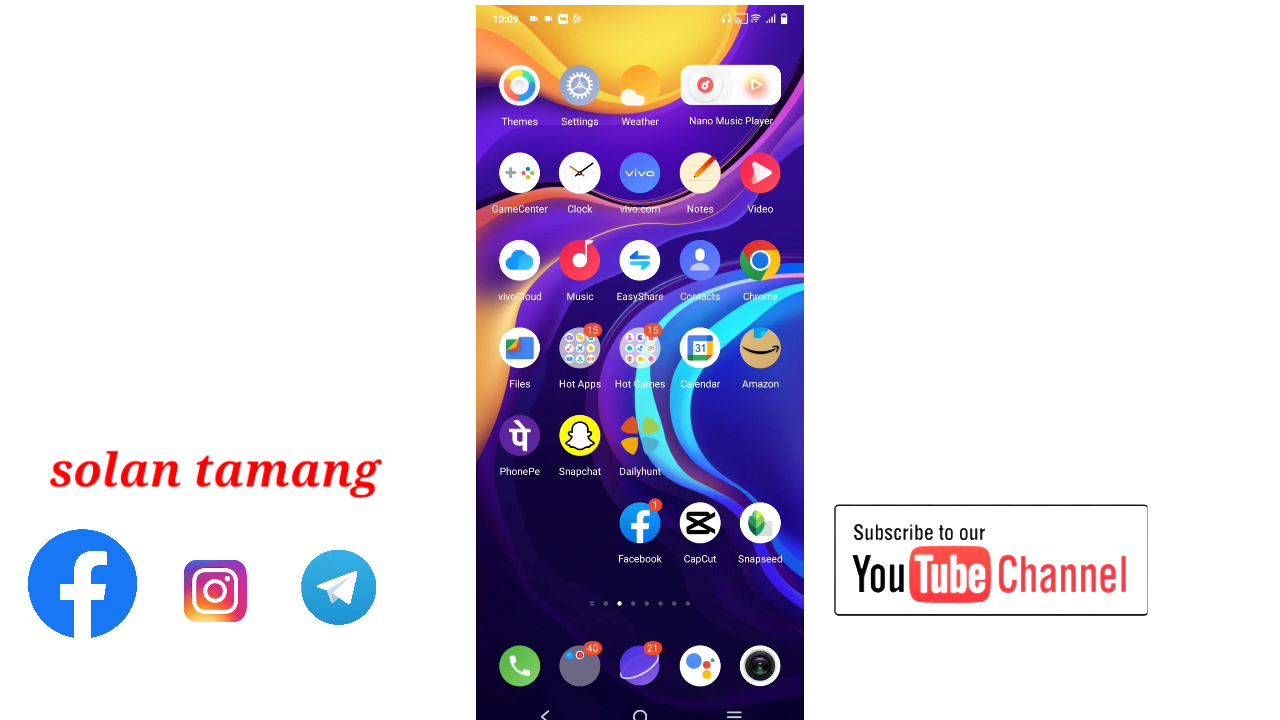 10:09
Themes Settings Weather Nano Music Player
GameCenter Clock vivo.com Notes Video
vivo
vivoCloud Music EasyShare Contacts Chrome
15 15
31
Files Hot Apps Hot Games Calendar Amazon
पे
PhonePe Snapchat Dailyhunt
1
Facebook CapCut Snapseed
40 21
solan tamang
Subscribe to our
YouTube Channel